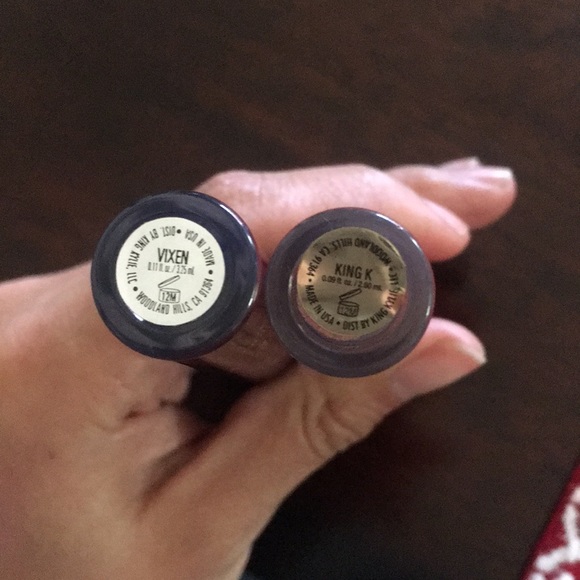 VIXEN
0.11 fl. oz. / 3.25 mL
12M
MADE IN USA • DIST. BY KING KYLIE, LLC. • WOODLAND HILLS, CA 91364 •
KING K
0.09 fl oz. / 2.60 mL
12M
WOODLAND HILLS, CA 91364 • MADE IN USA • DIST BY KING KYLIE